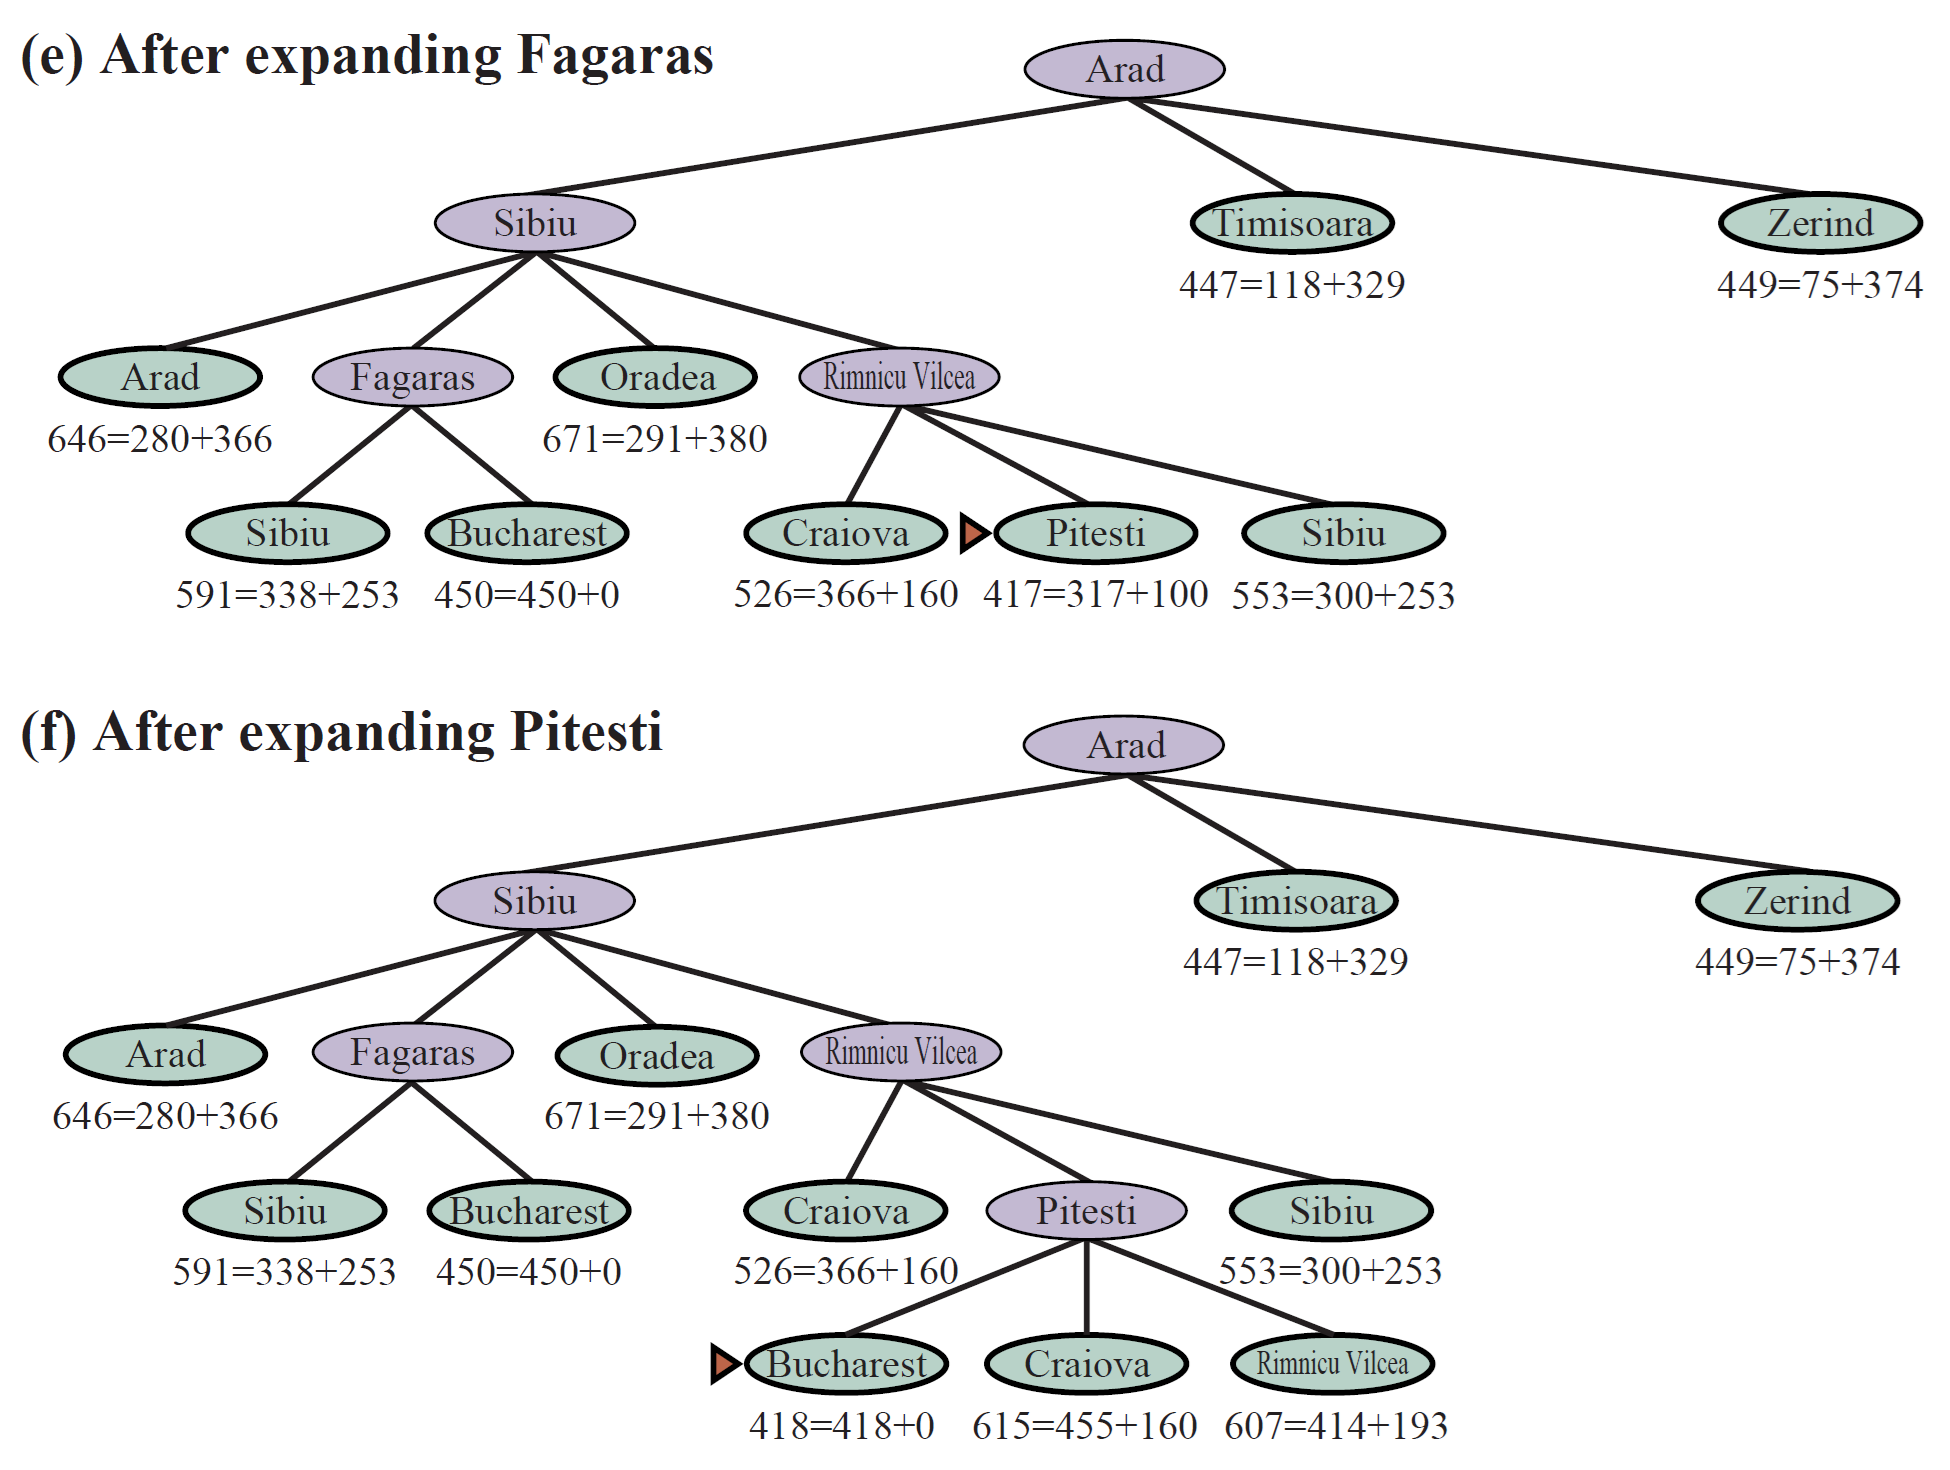 (e) After expanding Fagaras
Arad
Sibiu
Timisoara
Zerind
447=118+329
449=75+374
Arad
Fagaras
Oradea
Rimnicu Vilcea
646=280+366
671=291+380
Sibiu
Bucharest
Craiova
Pitesti
Sibiu
591=338+253
450=450+0
526=366+160
417=317+100
553=300+253
(f) After expanding Pitesti
Arad
Sibiu
Timisoara
Zerind
447=118+329
449=75+374
Arad
Fagaras
Oradea
Rimnicu Vilcea
646=280+366
671=291+380
Sibiu
Bucharest
Craiova
Pitesti
Sibiu
591=338+253
450=450+0
526=366+160
553=300+253
Bucharest
Craiova
Rimnicu Vilcea
418=418+0
615=455+160
607=414+193